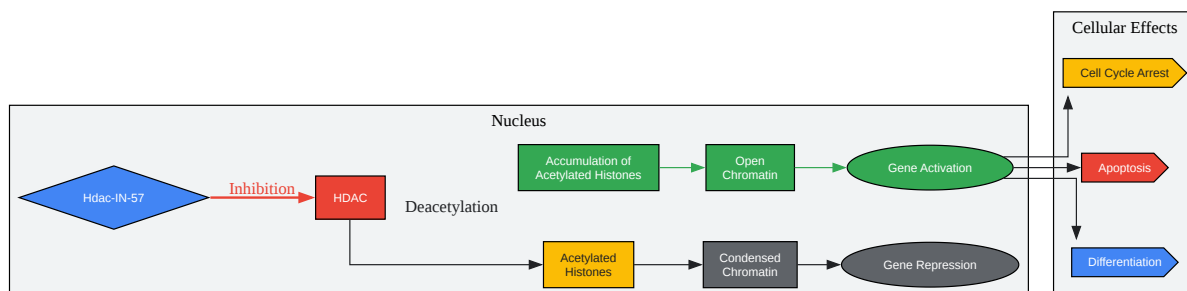 Cellular Effects
Cell Cycle Arrest
Nucleus
Accumulation of
Acetylated Histones
Open
Chromatin
Gene Activation
Apoptosis
Hdac-IN-57
Inhibition
HDAC
Deacetylation
Acetylated
Histones
Condensed
Chromatin
Gene Repression
Differentiation